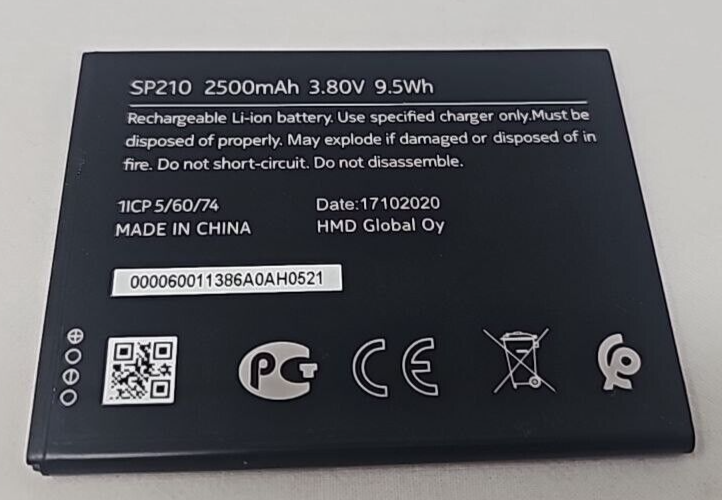 SP210 2500mAh 3.80V 9.5Wh
Rechargeable Li-ion battery. Use specified charger only.Must be
disposed of properly. May explode if damaged or disposed of in
fire. Do not short-circuit. Do not disassemble.
1ICP 5/60/74 Date:17102020
MADE IN CHINA HMD Global Oy
000060011386A0AH0521
PCT CE